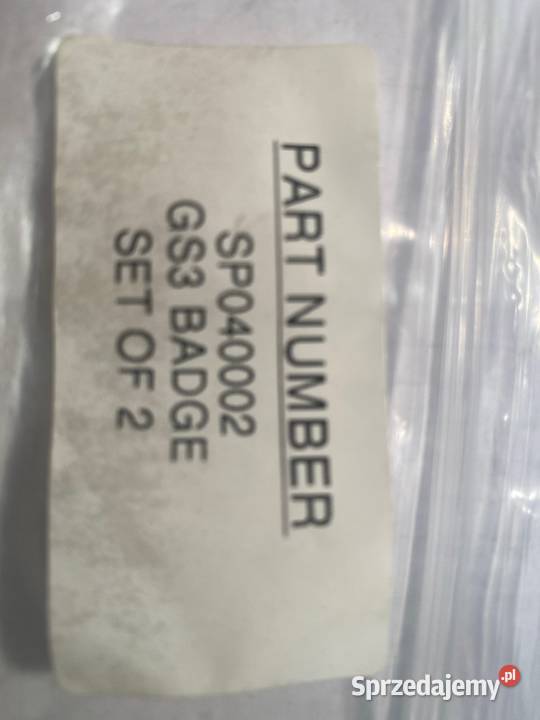 PART NUMBER
SP040002
GS3 BADGE
SET OF 2
Sprzedajemy.pl